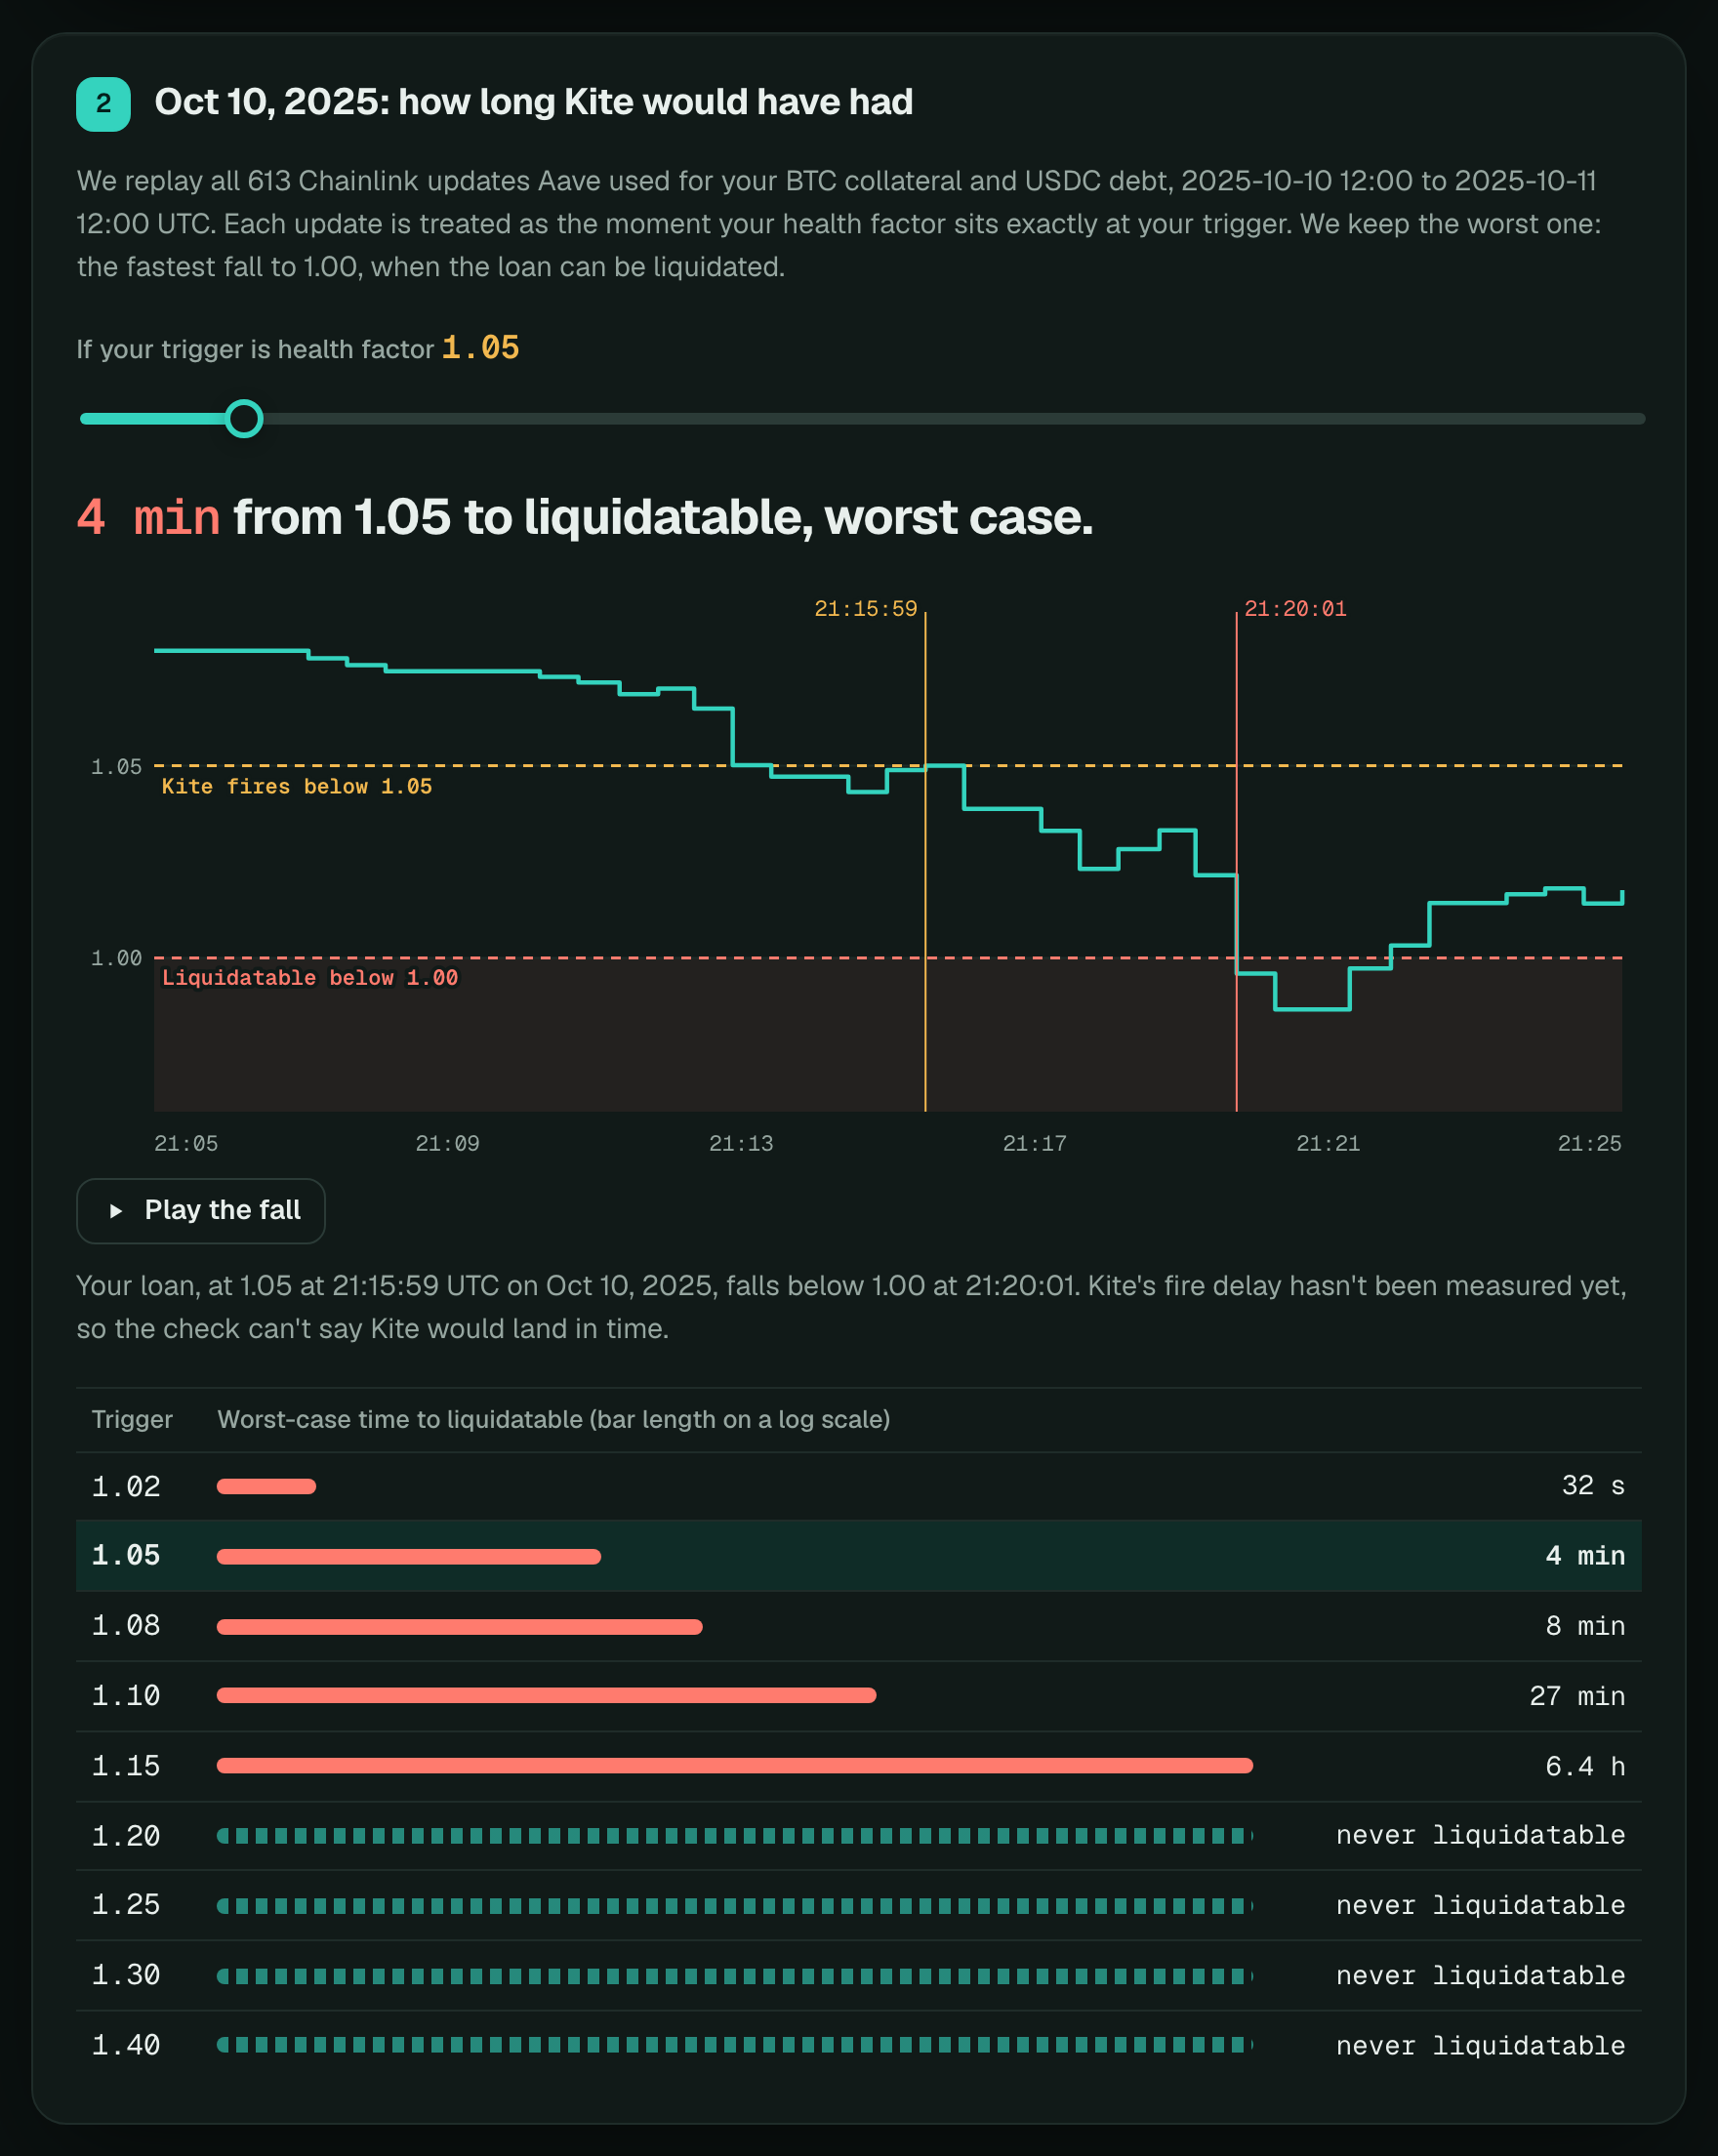 2 Oct 10, 2025: how long Kite would have had
We replay all 613 Chainlink updates Aave used for your BTC collateral and USDC debt, 2025-10-10 12:00 to 2025-10-11
12:00 UTC. Each update is treated as the moment your health factor sits exactly at your trigger. We keep the worst one:
the fastest fall to 1.00, when the loan can be liquidated.
If your trigger is health factor 1.05
4 min from 1.05 to liquidatable, worst case.
21:15:59 21:20:01
1.05
Kite fires below 1.05
1.00
Liquidatable below 1.00
21:05 21:09 21:13 21:17 21:21 21:25
Play the fall
Your loan, at 1.05 at 21:15:59 UTC on Oct 10, 2025, falls below 1.00 at 21:20:01. Kite's fire delay hasn't been measured yet,
so the check can't say Kite would land in time.
Trigger Worst-case time to liquidatable (bar length on a log scale)
1.02 32 s
1.05 4 min
1.08 8 min
1.10 27 min
1.15 6.4 h
1.20 never liquidatable
1.25 never liquidatable
1.30 never liquidatable
1.40 never liquidatable